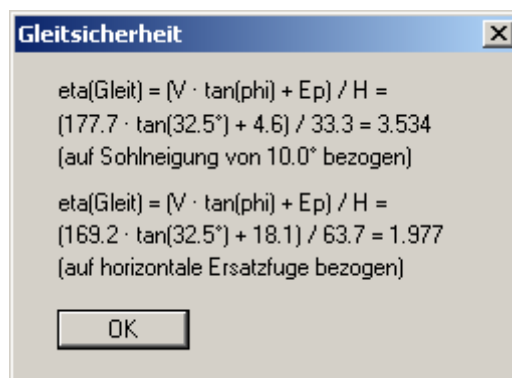 Gleitsicherheit
eta(Gleit) = (V · tan(phi) + Ep) / H =
(177.7 · tan(32.5°) + 4.6) / 33.3 = 3.534
(auf Sohlneigung von 10.0° bezogen)
eta(Gleit) = (V · tan(phi) + Ep) / H =
(169.2 · tan(32.5°) + 18.1) / 63.7 = 1.977
(auf horizontale Ersatzfuge bezogen)
OK